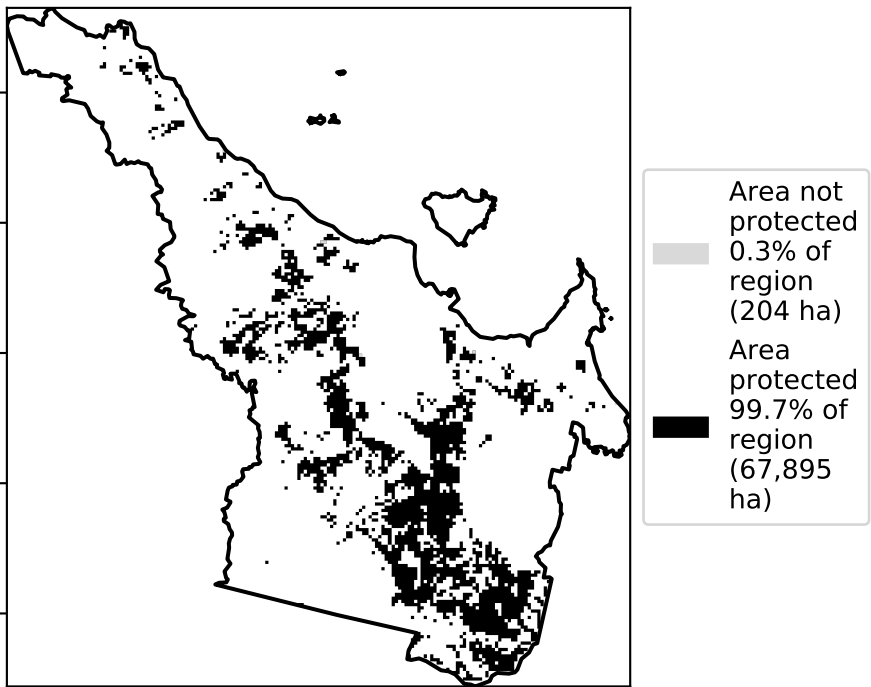 Area not
protected
0.3% of
region
(204 ha)
Area
protected
99.7% of
region
(67,895
ha)